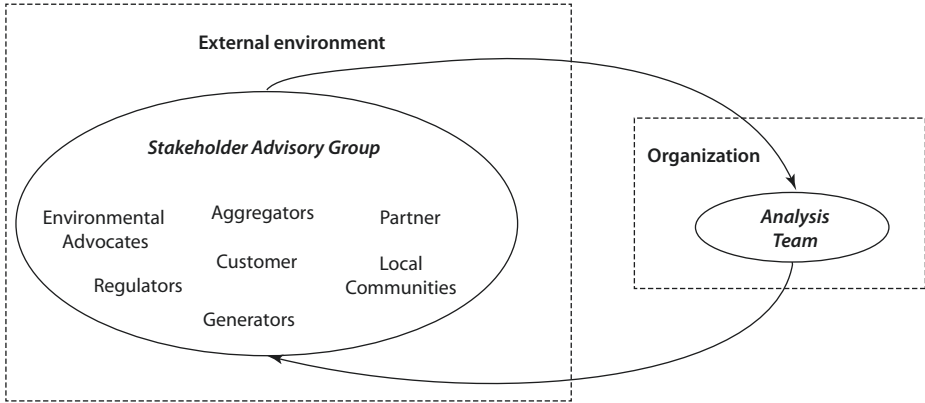 External environment
Stakeholder Advisory Group
Environmental
Advocates
Aggregators
Partner
Customer
Local
Communities
Regulators
Generators
Organization
Analysis
Team